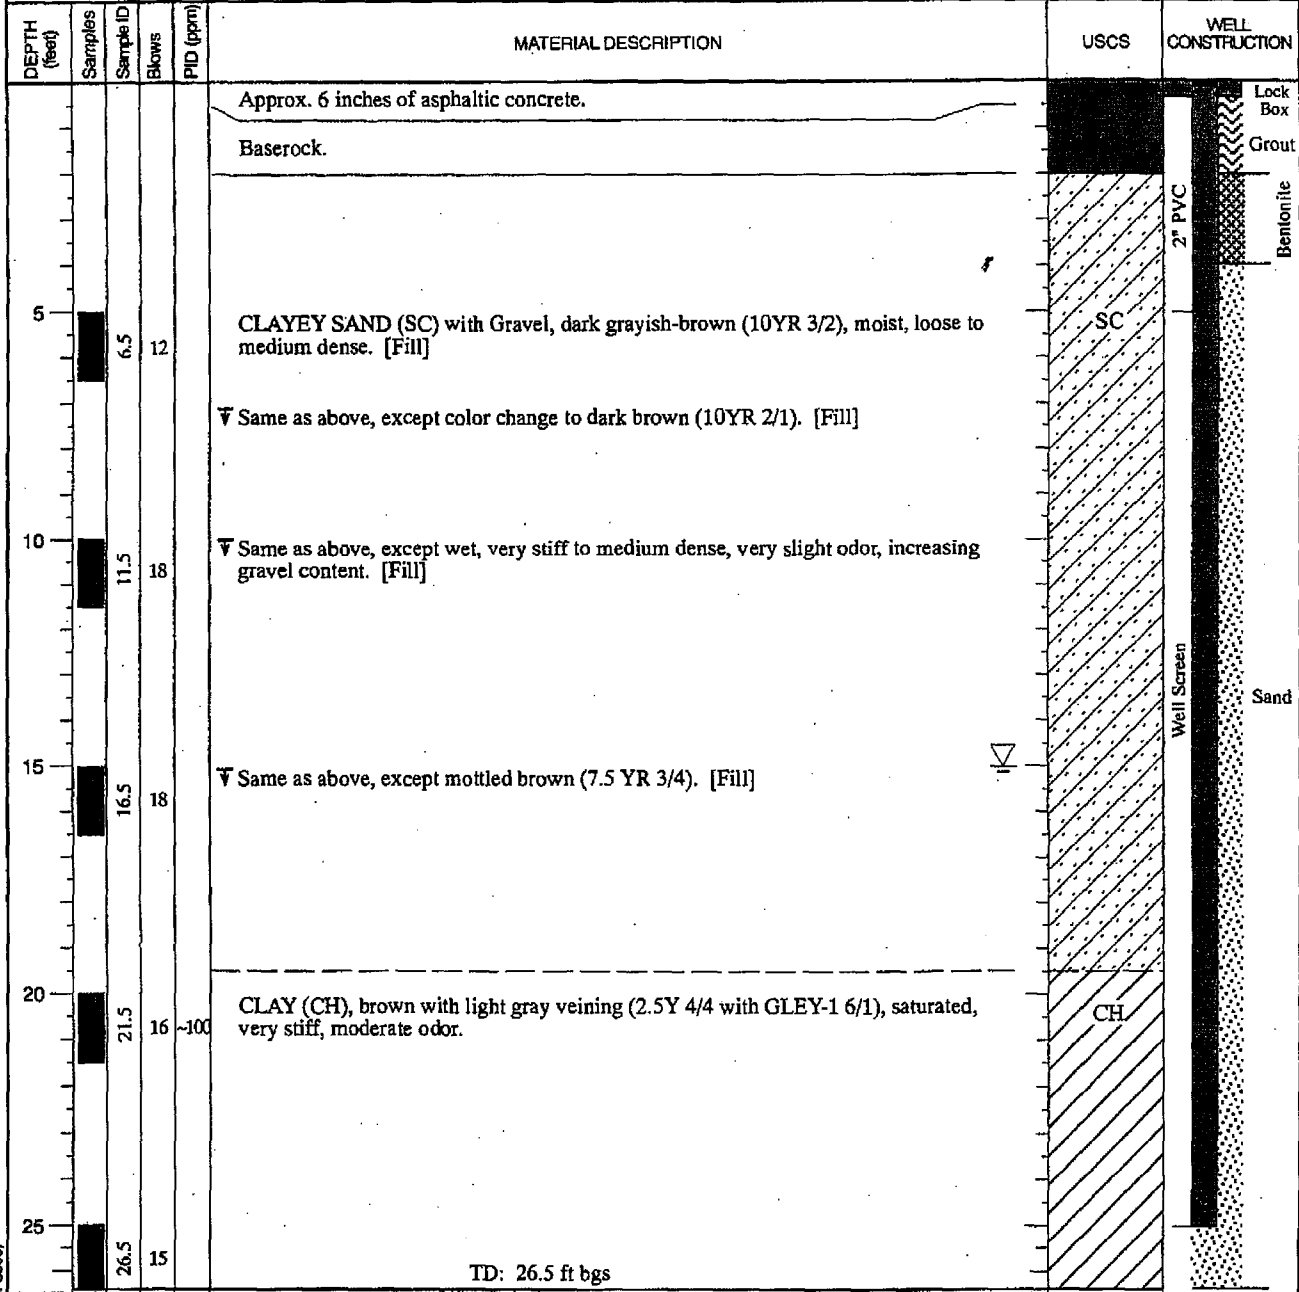 DEPTH (feet)
Samples
Sample ID
Blows
PID (ppm)
MATERIAL DESCRIPTION
USCS
WELL CONSTRUCTION
Approx. 6 inches of asphaltic concrete.
Lock Box
Baserock.
Grout
2" PVC
Bentonite
5
6.5
12
CLAYEY SAND (SC) with Gravel, dark grayish-brown (10YR 3/2), moist, loose to
medium dense. [Fill]
SC
Same as above, except color change to dark brown (10YR 2/1). [Fill]
10
11.5
18
Same as above, except wet, very stiff to medium dense, very slight odor, increasing
gravel content. [Fill]
Well Screen
Sand
15
16.5
18
Same as above, except mottled brown (7.5 YR 3/4). [Fill]
20
21.5
16
~100
CLAY (CH), brown with light gray veining (2.5Y 4/4 with GLEY-1 6/1), saturated,
very stiff, moderate odor.
CH
25
26.5
15
TD: 26.5 ft bgs